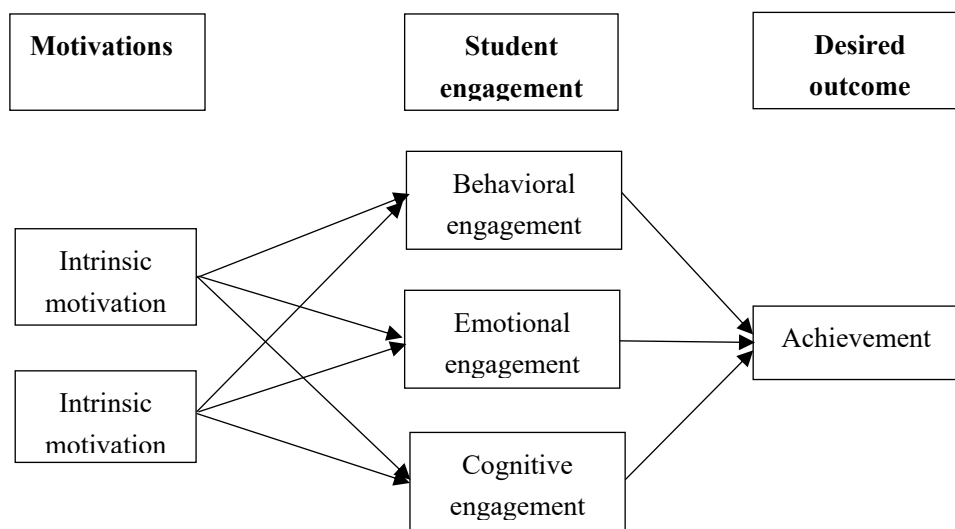 Motivations
Student
engagement
Desired
outcome
Behavioral
engagement
Intrinsic
motivation
Emotional
engagement
Achievement
Intrinsic
motivation
Cognitive
engagement